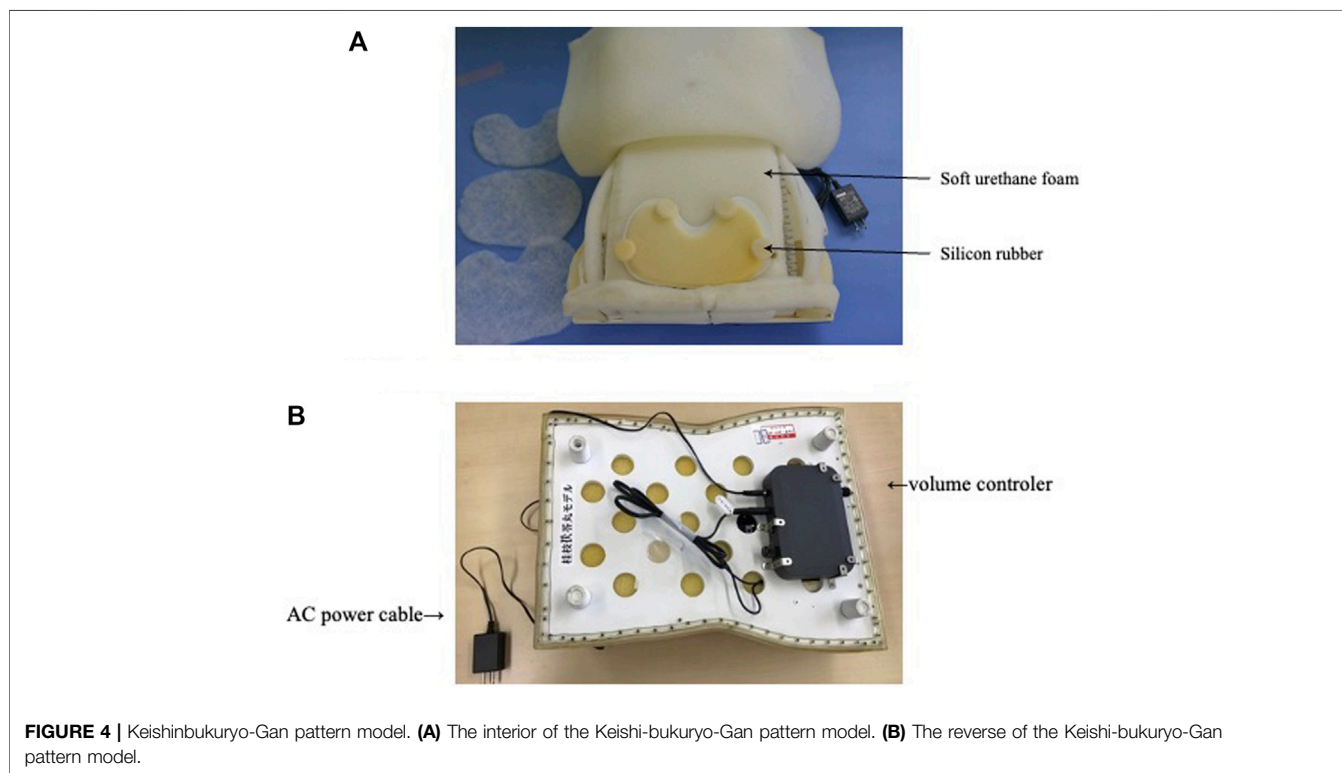 A
Soft urethane foam
Silicon rubber
B
←volume controler
桂枝茯苓丸モデル
AC power cable→
FIGURE 4 | Keishinbukuryo-Gan pattern model. (A) The interior of the Keishi-bukuryo-Gan pattern model. (B) The reverse of the Keishi-bukuryo-Gan
pattern model.